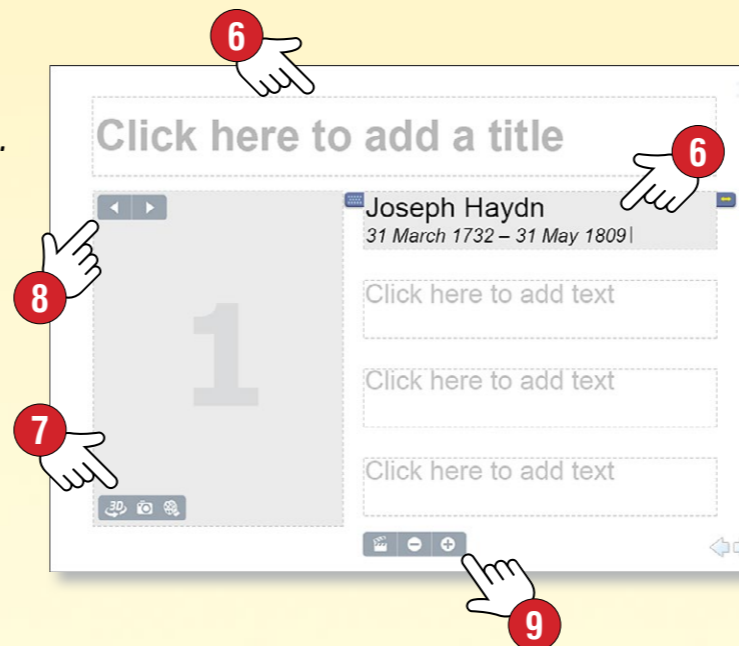 6
Click here to add a title
6
Joseph Haydn
31 March 1732 – 31 May 1809
8
1
Click here to add text
Click here to add text
7
Click here to add text
3D
9